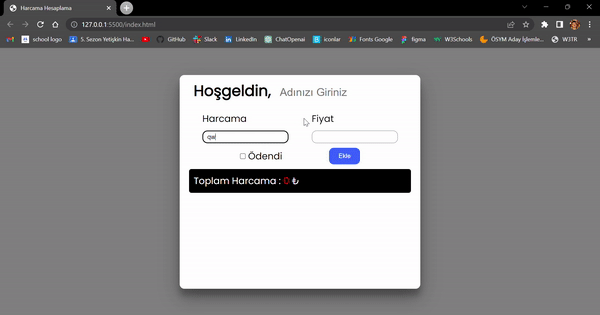 Harcama Hesaplama
127.0.0.1:5500/index.html
school logo
5. Sezon Yetişkin Ha...
GitHub
Slack
LinkedIn
ChatOpenai
iconlar
Fonts Google
figma
W3Schools
ÖSYM Aday İşlemle...
W3TR
Hoşgeldin, Adınızı Giriniz
Harcama Fiyat
qw
Ödendi Ekle
Toplam Harcama : 0 ₺